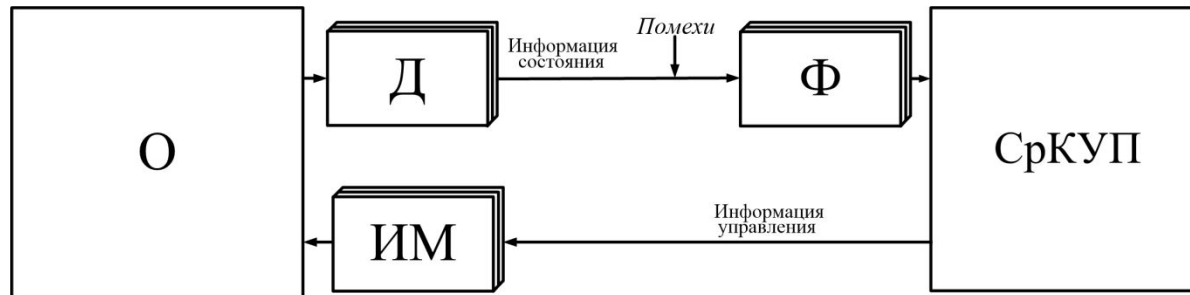 О
Д
Информация
состояния
Помехи
Ф
СрКУП
ИМ
Информация
управления